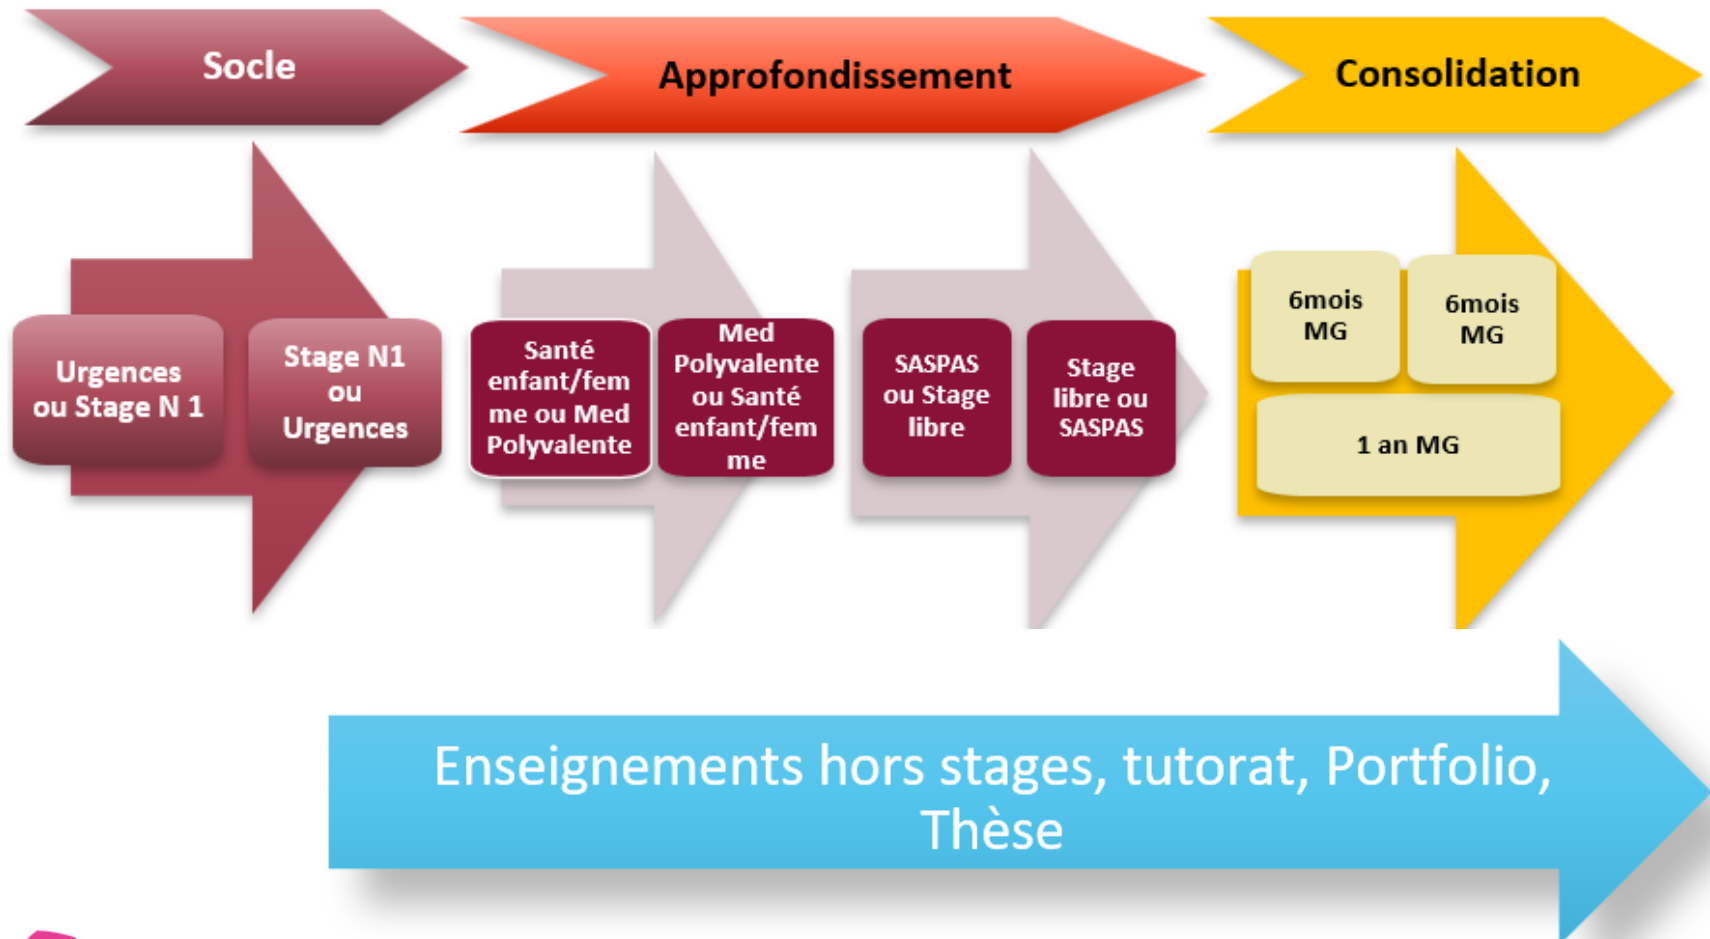 Socle
Approfondissement
Consolidation
Urgences
ou Stage N 1
Stage N1
ou
Urgences
Santé
enfant/fem
me ou Med
Polyvalente
Med
Polyvalente
ou Santé
enfant/fem
me
SASPAS
ou Stage
libre
Stage
libre ou
SASPAS
6mois
MG
6mois
MG
1 an MG
Enseignements hors stages, tutorat, Portfolio,
Thèse